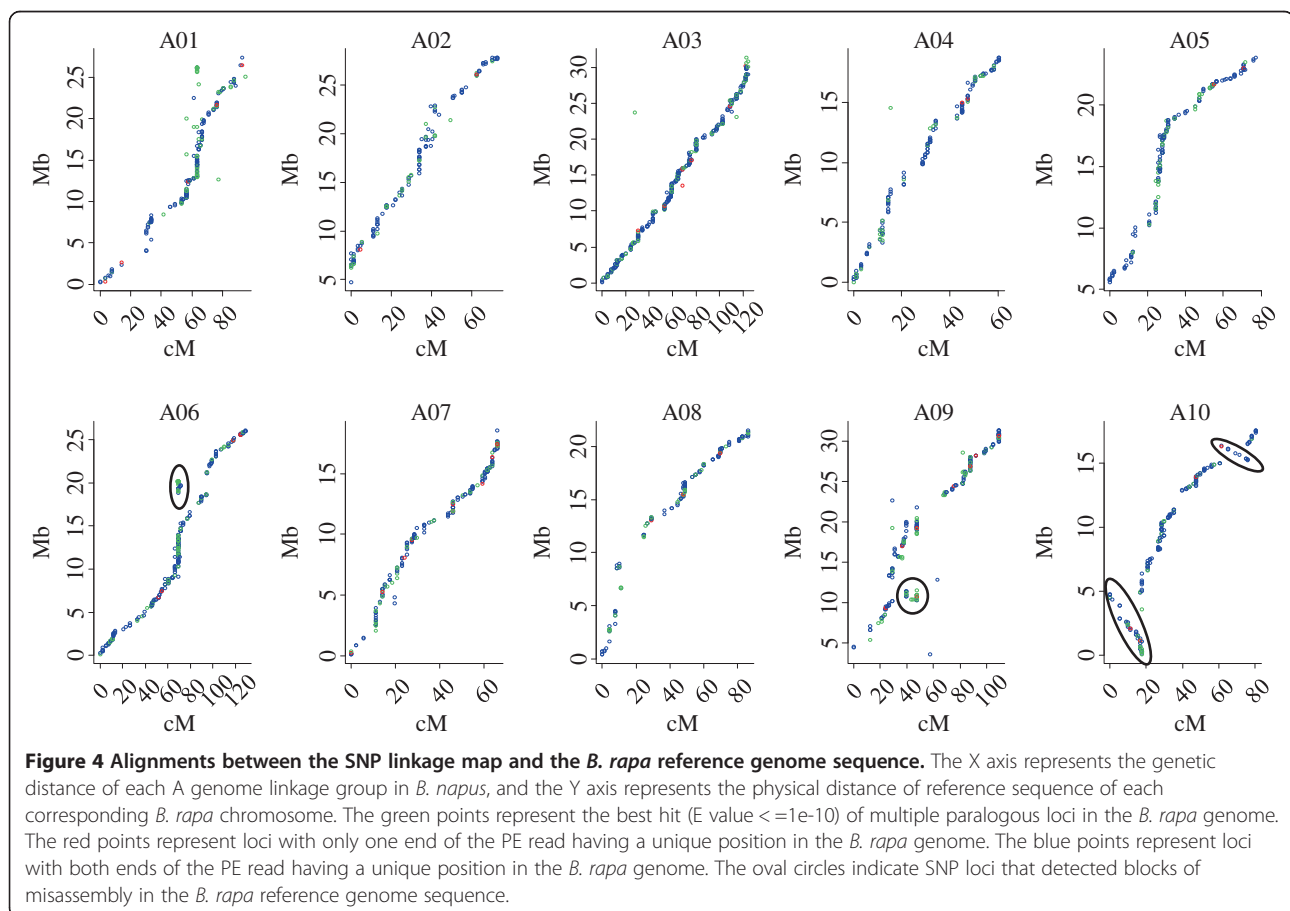 A01 A02 A03 A04 A05
Mb 0 5 10 15 20 25
0 20 40 60 80
cM
Mb 5 10 15 20 25
0 20 40 60
cM
Mb 0 5 10 15 20 25 30
0 20 40 60 80 100 120
cM
Mb 0 5 10 15
0 20 40 60
cM
Mb 5 10 15 20
0 20 40 60 80
cM
A06 A07 A08 A09 A10
Mb 0 5 10 15 20 25
0 20 40 60 80 100 120
cM
Mb 0 5 10 15
0 20 40 60
cM
Mb 0 5 10 15 20
0 20 40 60 80
cM
Mb 5 10 15 20 25 30
0 20 40 60 80 100
cM
Mb 0 5 10 15
0 20 40 60 80
cM
Figure 4 Alignments between the SNP linkage map and the B. rapa reference genome sequence. The X axis represents the genetic
distance of each A genome linkage group in B. napus, and the Y axis represents the physical distance of reference sequence of each
corresponding B. rapa chromosome. The green points represent the best hit (E value < =1e-10) of multiple paralogous loci in the B. rapa genome.
The red points represent loci with only one end of the PE read having a unique position in the B. rapa genome. The blue points represent loci
with both ends of the PE read having a unique position in the B. rapa genome. The oval circles indicate SNP loci that detected blocks of
misassembly in the B. rapa reference genome sequence.